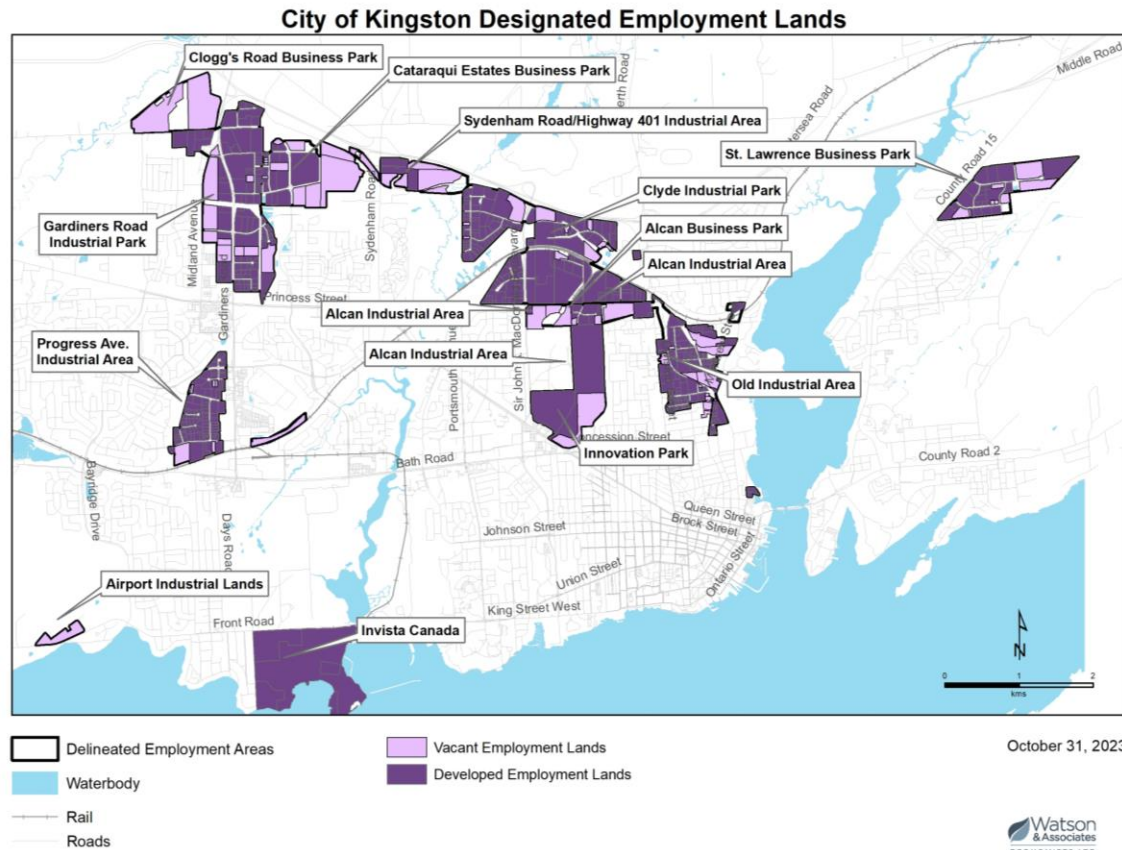 City of Kingston Designated Employment Lands
Clogg's Road Business Park
Cataraqui Estates Business Park
Middle Road
Sydenham Road/Highway 401 Industrial Area
St. Lawrence Business Park
County Road 15
Clyde Industrial Park
Sydenham Road
Alcan Business Park
Gardiners Road
Industrial Park
Midland Avenue
Alcan Industrial Area
Princess Street
Alcan Industrial Area
Gardiners
Progress Ave.
Industrial Area
Alcan Industrial Area
Old Industrial Area
Innovation Park
County Road 2
Bath Road
Bayridge Drive
Queen Street
Brock Street
Johnson Street
Days Road
Ontario Street
Union Street
Airport Industrial Lands
King Street West
Front Road
Invista Canada
N
0 1 2
kms
Delineated Employment Areas
Waterbody
Rail
Roads
Vacant Employment Lands
Developed Employment Lands
October 31, 2023
Watson
& Associates